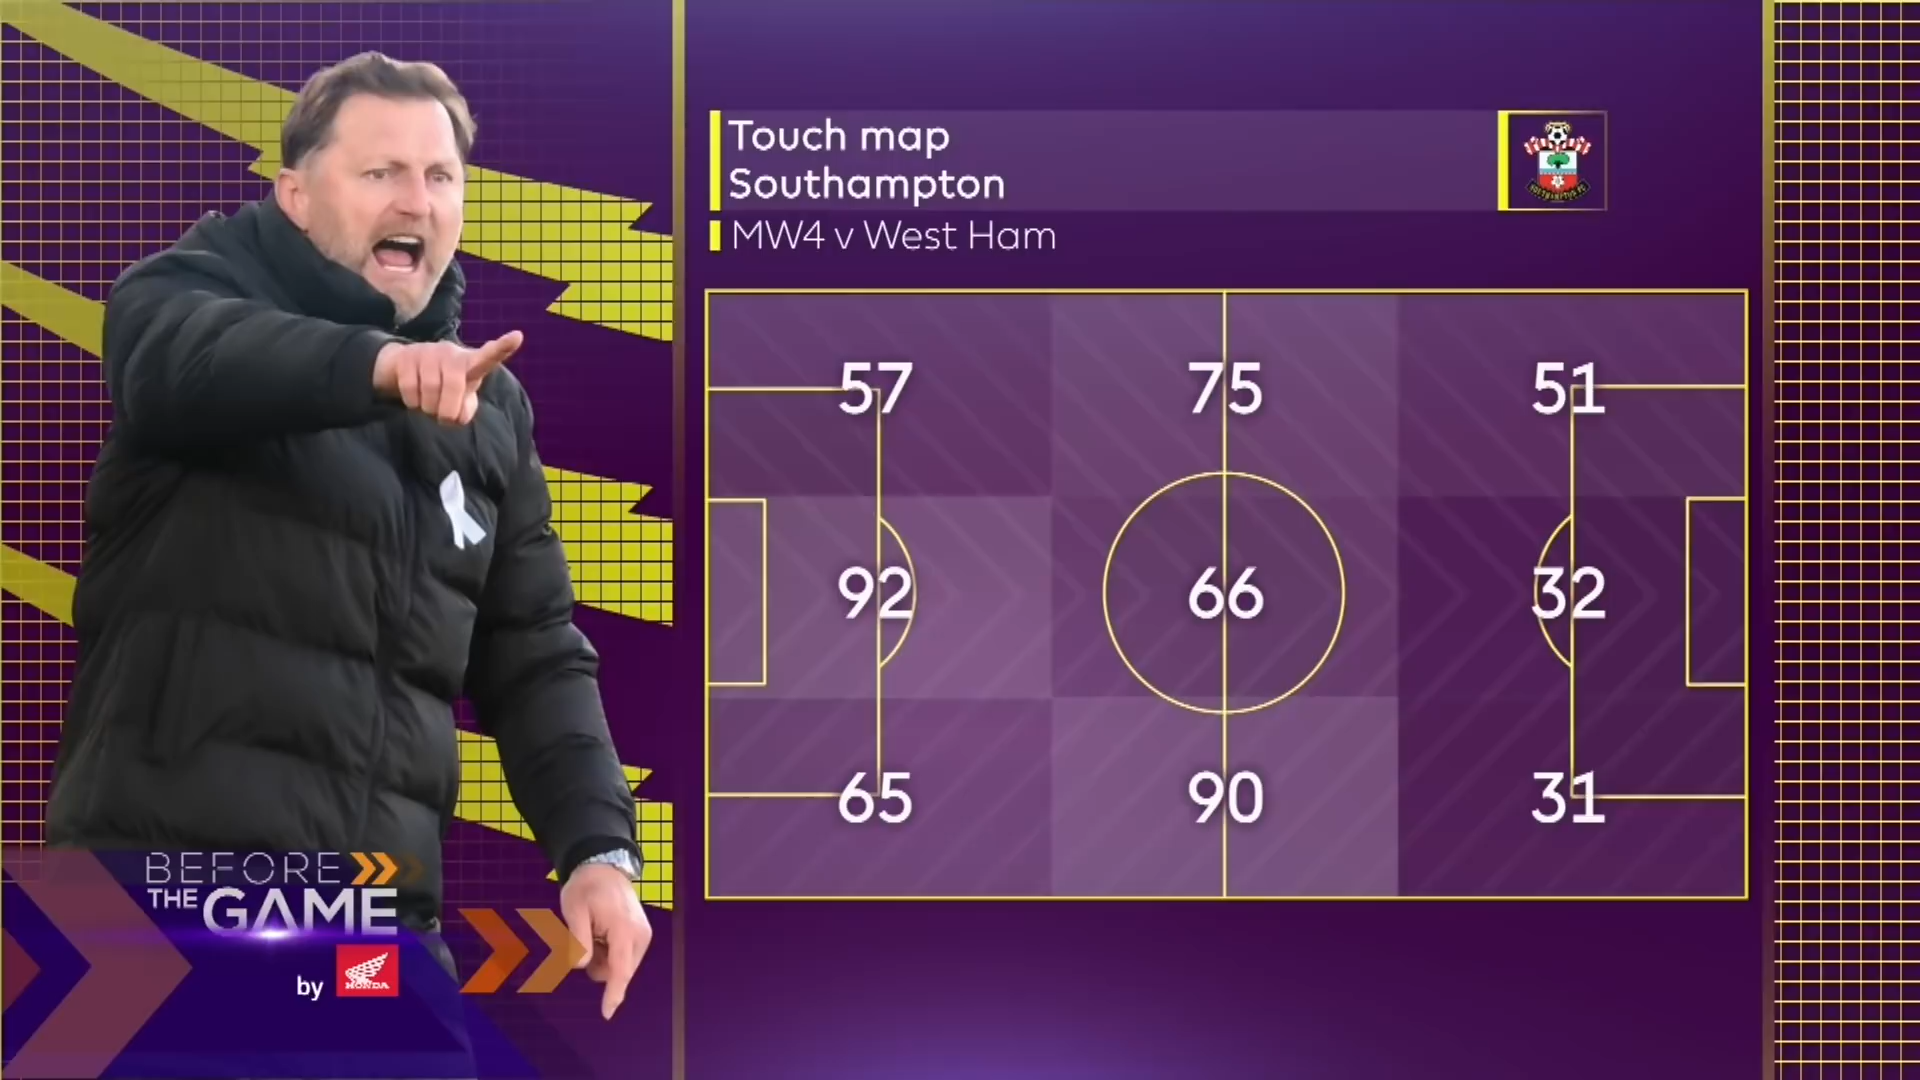 Touch map
Southampton
MW4 v West Ham
57 75 51
92 66 32
65 90 31
BEFORE
THE GAME
by HONDA